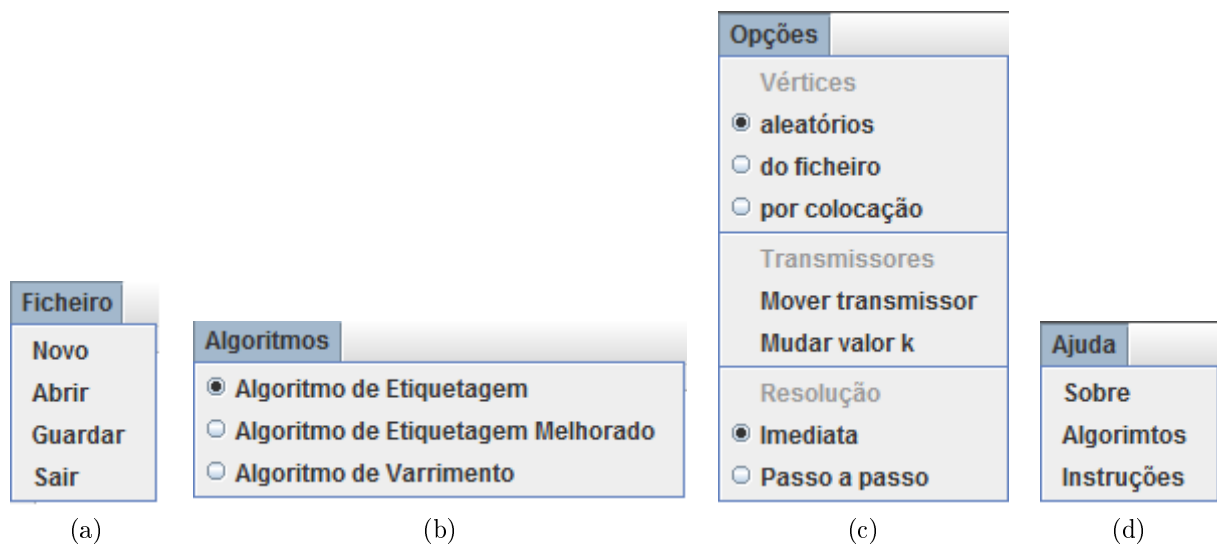 Ficheiro
Novo
Abrir
Guardar
Sair
(a)
Algoritmos
Algoritmo de Etiquetagem
Algoritmo de Etiquetagem Melhorado
Algoritmo de Varrimento
(b)
Opções
Vértices
aleatórios
do ficheiro
por colocação
Transmissores
Mover transmissor
Mudar valor k
Resolução
Imediata
Passo a passo
(c)
Ajuda
Sobre
Algorimtos
Instruções
(d)